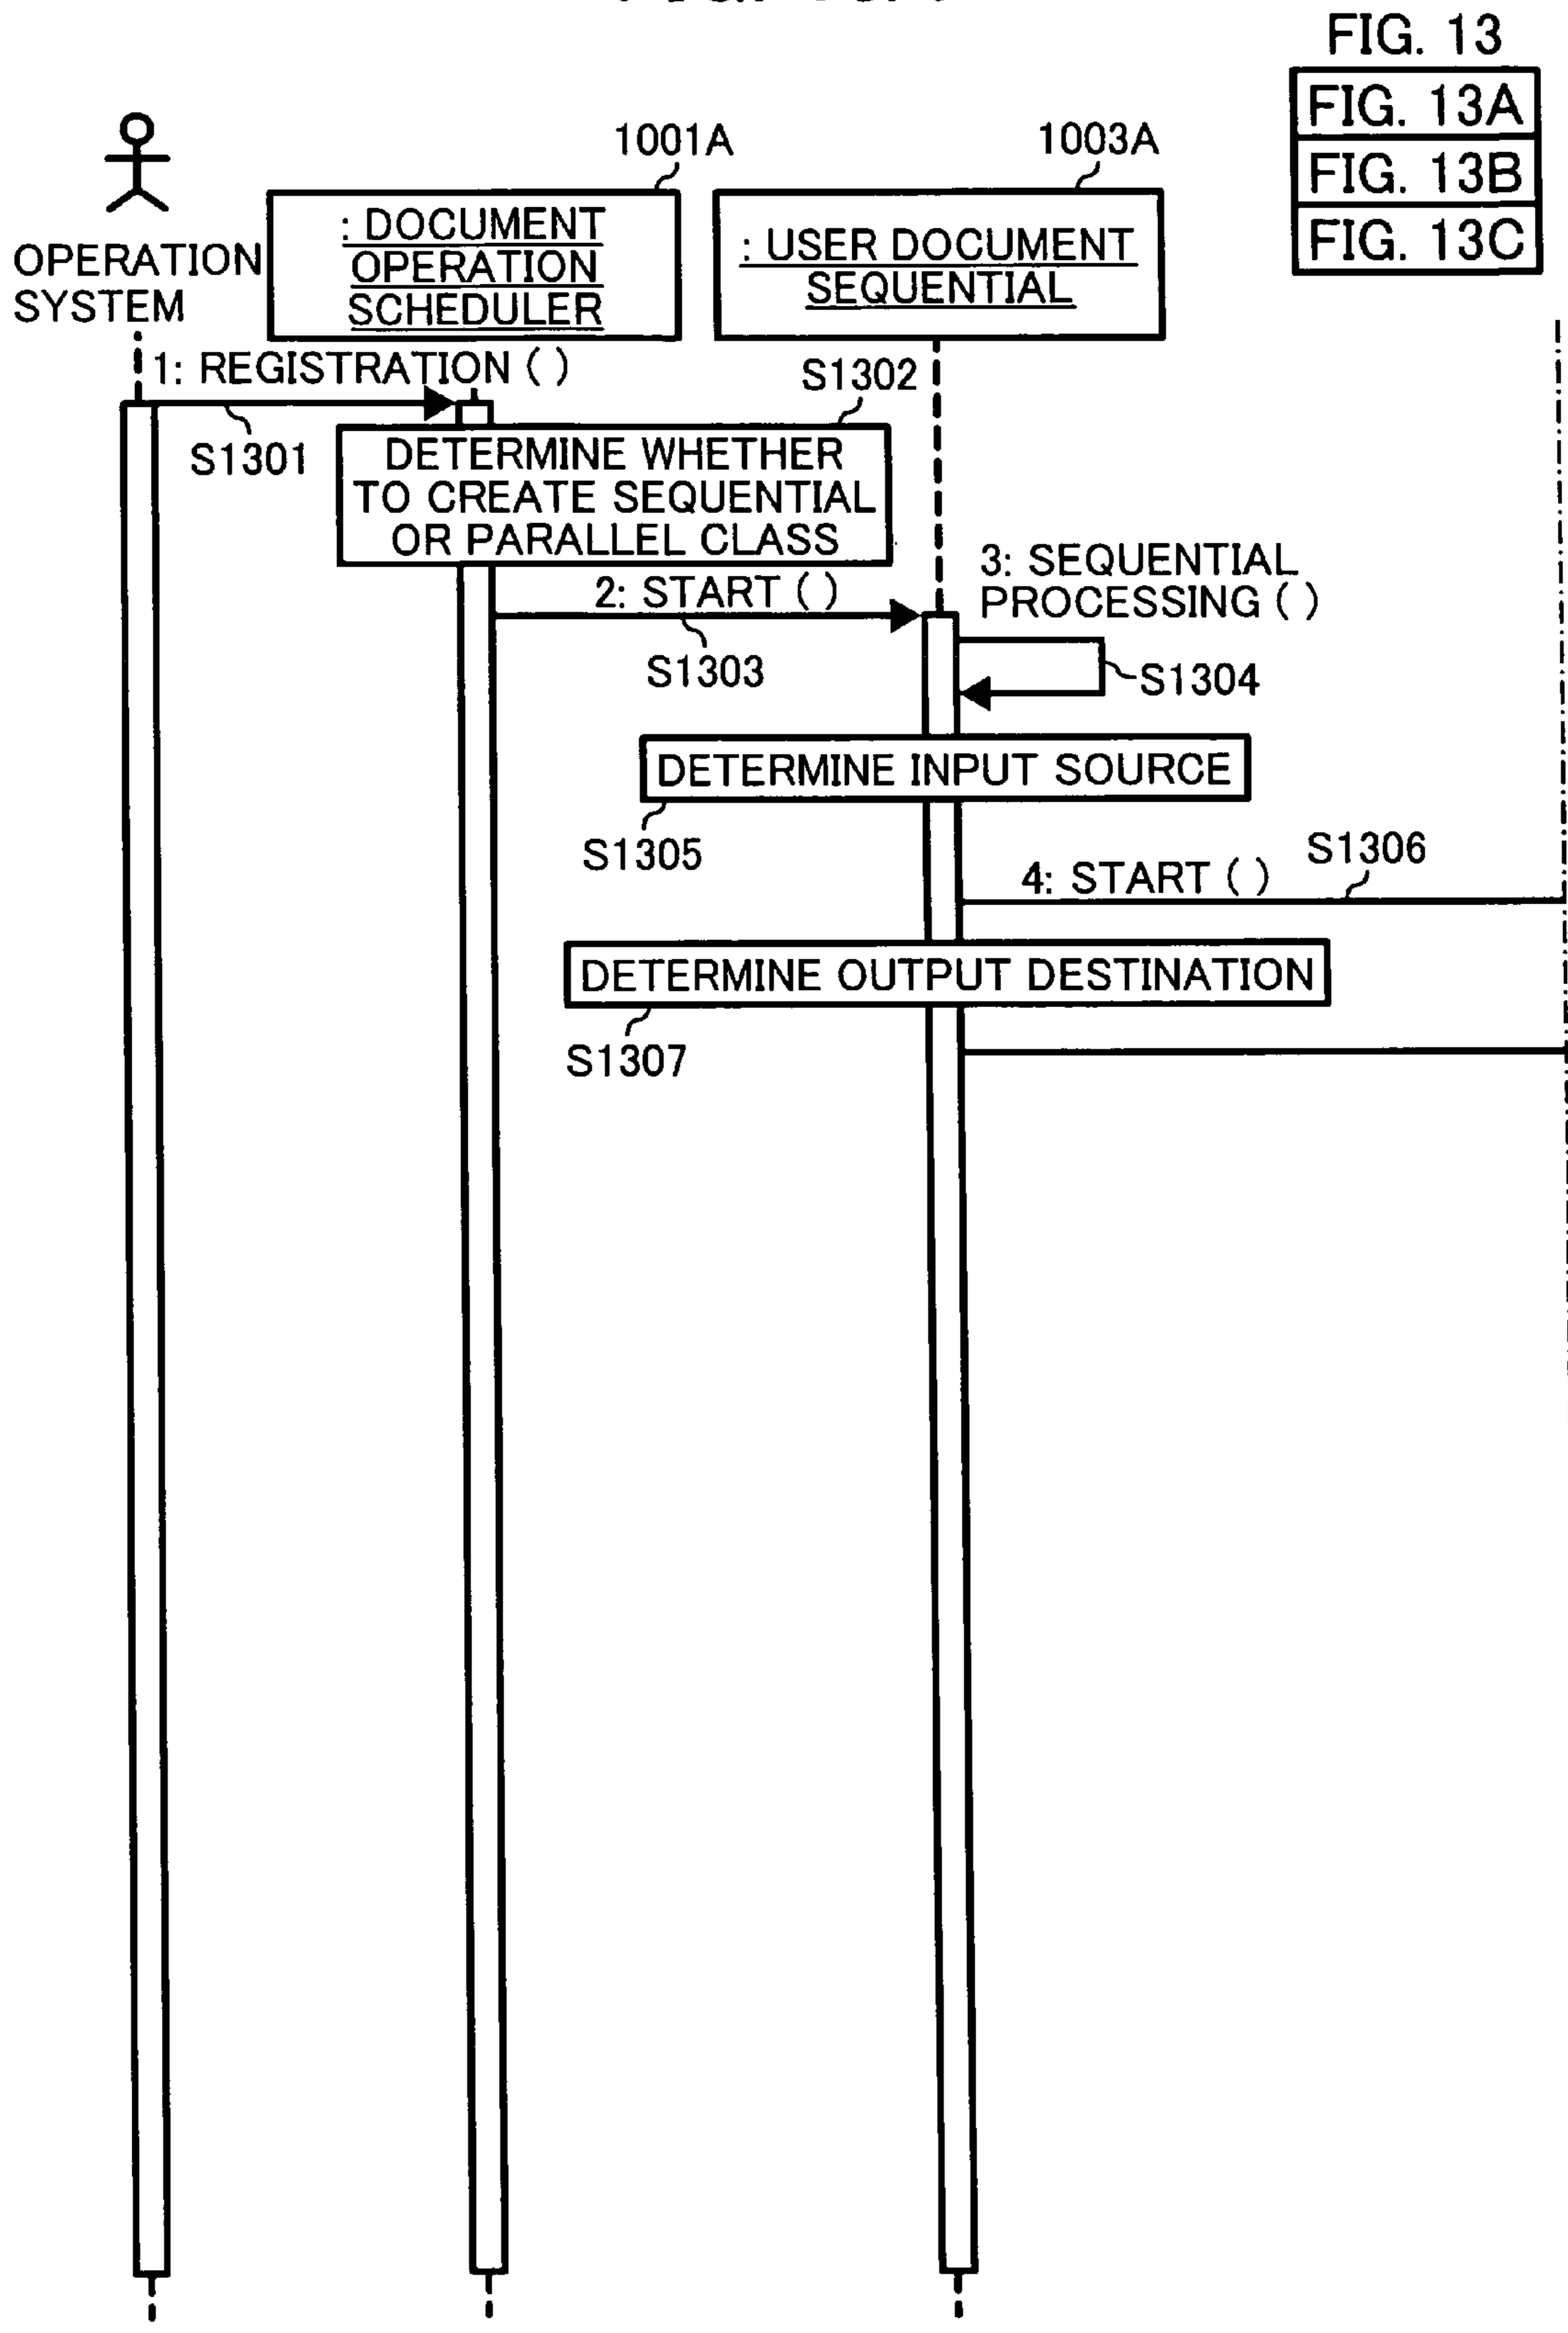 FIG. 13
FIG. 13A
FIG. 13B
FIG. 13C
1001A
1003A
OPERATION
SYSTEM
: DOCUMENT
OPERATION
SCHEDULER
: USER DOCUMENT
SEQUENTIAL
1: REGISTRATION ( )
S1301
S1302
DETERMINE WHETHER
TO CREATE SEQUENTIAL
OR PARALLEL CLASS
2: START ( )
S1303
3: SEQUENTIAL
PROCESSING ( )
S1304
DETERMINE INPUT SOURCE
S1305
4: START ( )
S1306
DETERMINE OUTPUT DESTINATION
S1307